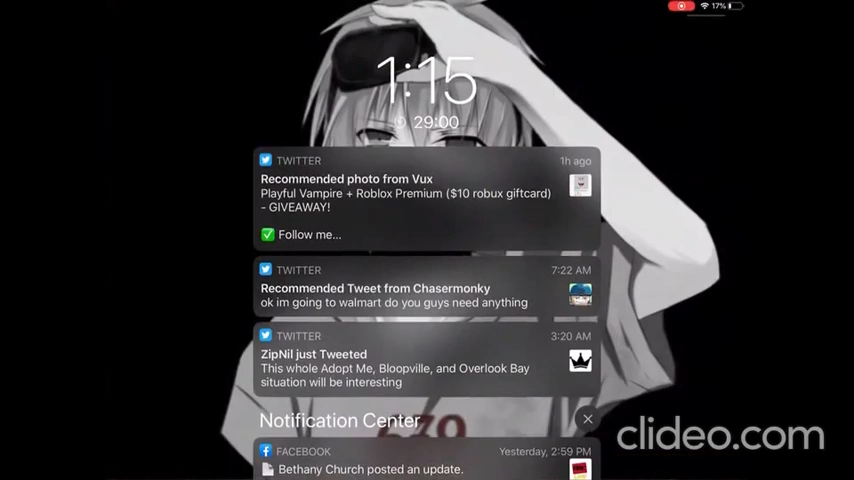 17%
1:15
29:00
TWITTER 1h ago
Recommended photo from Vux
Playful Vampire + Roblox Premium ($10 robux giftcard)
- GIVEAWAY!
✅ Follow me...
TWITTER 7:22 AM
Recommended Tweet from Chasermonky
ok im going to walmart do you guys need anything
TWITTER 3:20 AM
ZipNil just Tweeted
This whole Adopt Me, Bloopville, and Overlook Bay
situation will be interesting
Notification Center
639
clideo.com
FACEBOOK Yesterday, 2:59 PM
Bethany Church posted an update.